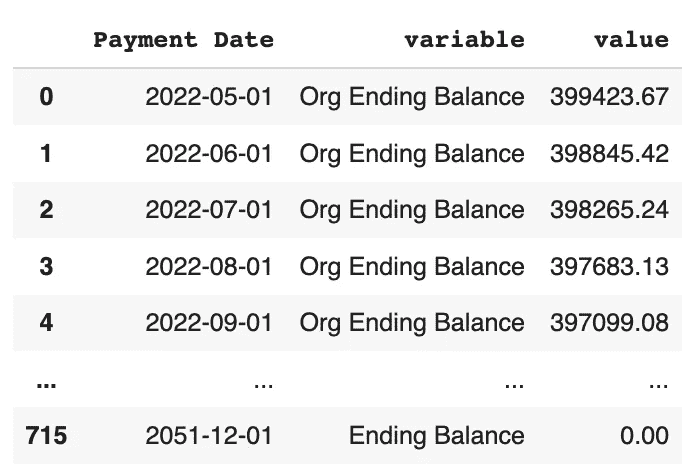 Payment Date variable value
0 2022-05-01 Org Ending Balance 399423.67
1 2022-06-01 Org Ending Balance 398845.42
2 2022-07-01 Org Ending Balance 398265.24
3 2022-08-01 Org Ending Balance 397683.13
4 2022-09-01 Org Ending Balance 397099.08
... ... ... ...
715 2051-12-01 Ending Balance 0.00